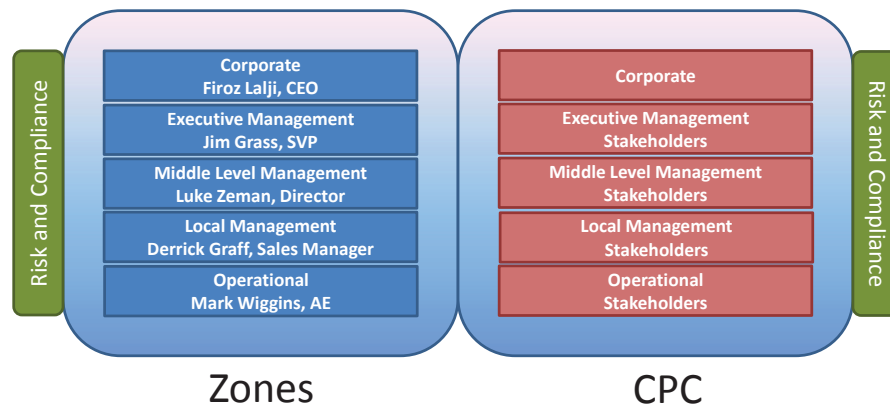 Risk and Compliance
Corporate
Firoz Lalji, CEO
Executive Management
Jim Grass, SVP
Middle Level Management
Luke Zeman, Director
Local Management
Derrick Graff, Sales Manager
Operational
Mark Wiggins, AE
Zones
Corporate
Executive Management
Stakeholders
Middle Level Management
Stakeholders
Local Management
Stakeholders
Operational
Stakeholders
CPC
Risk and Compliance